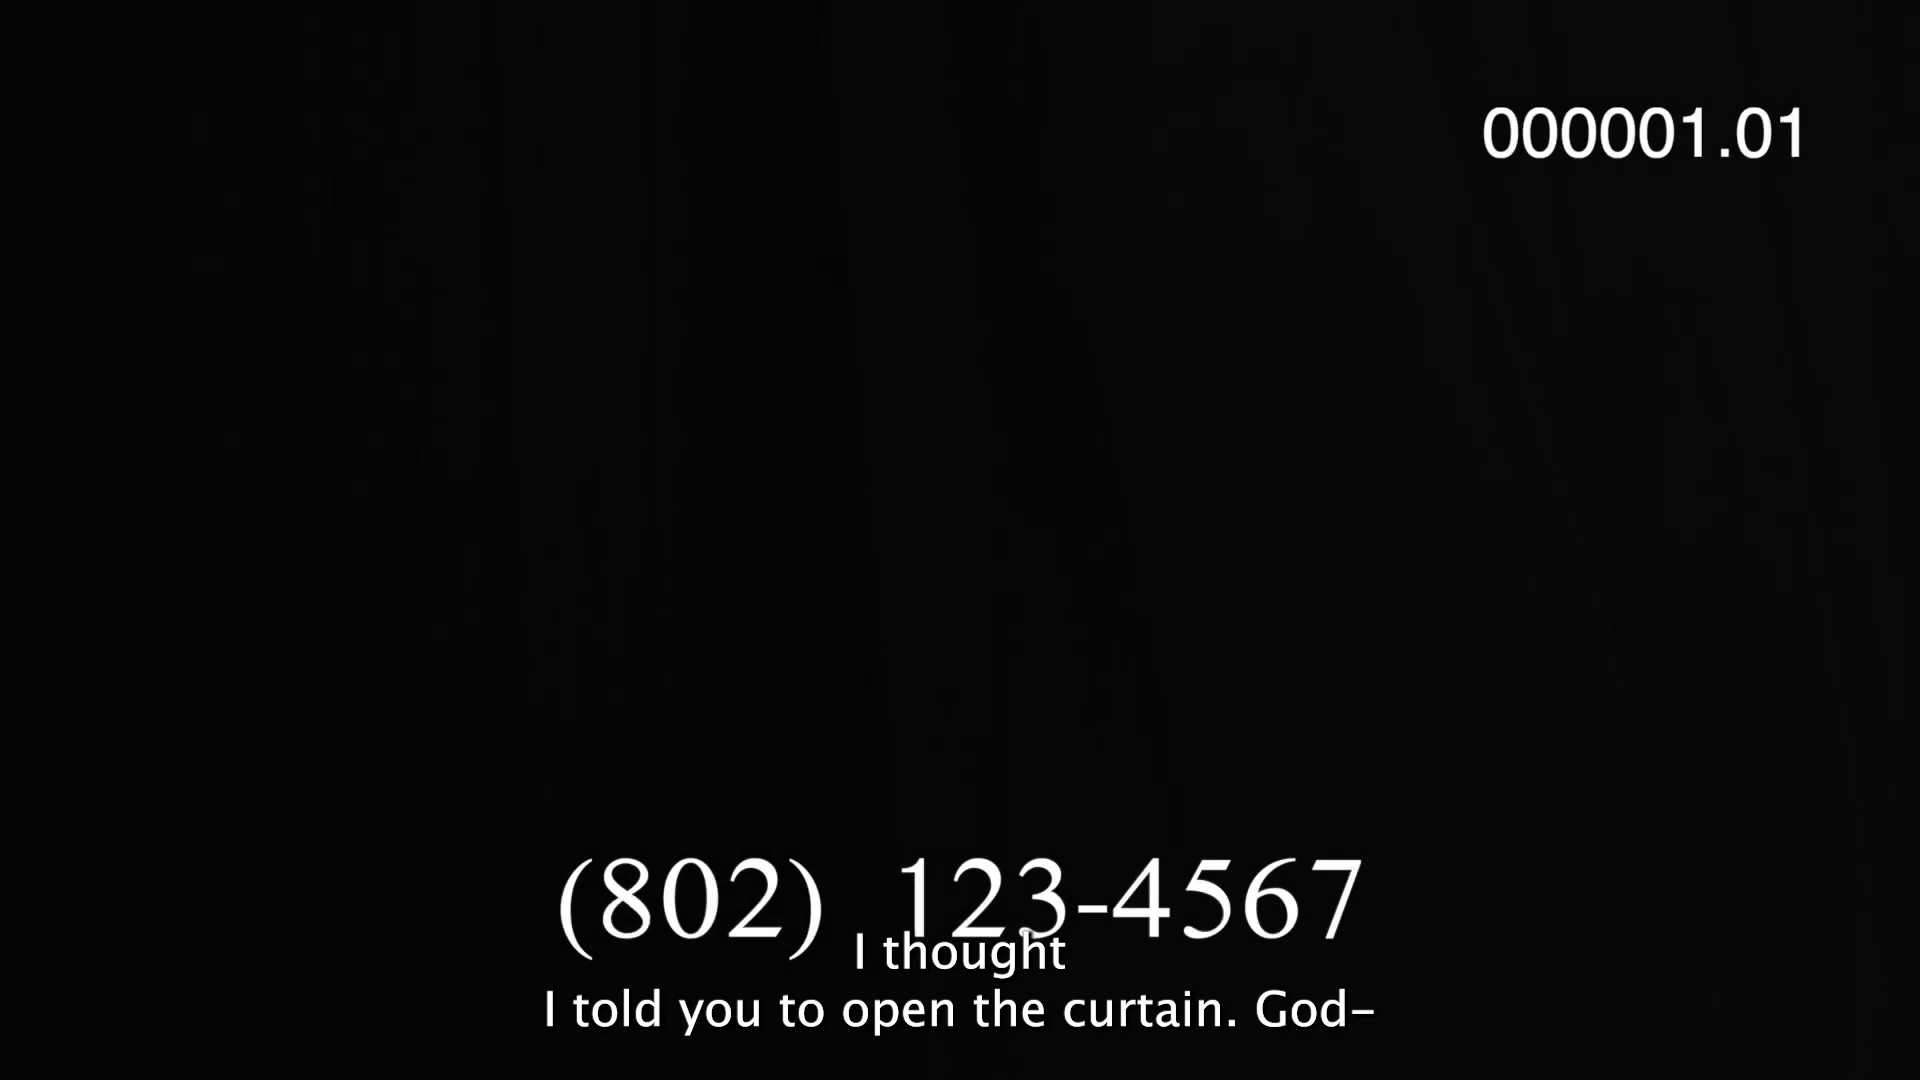 000001.01
(802) 123-4567
I thought
I told you to open the curtain. God–